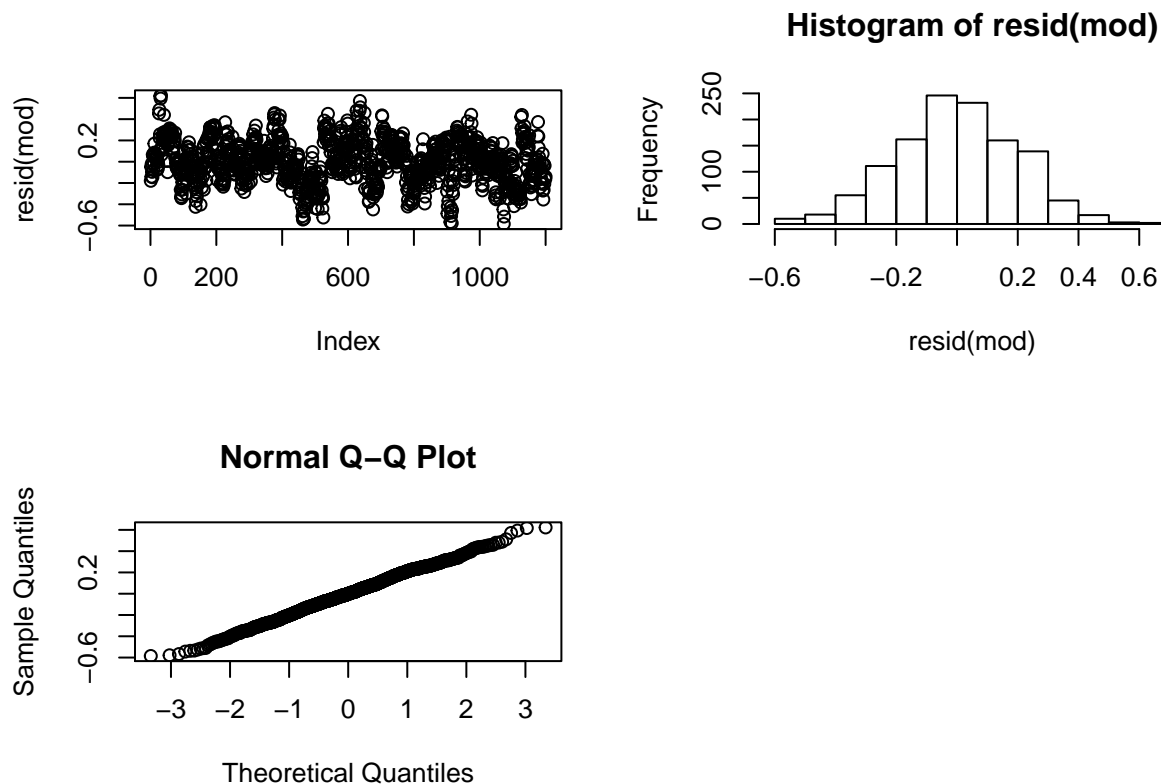 resid(mod)
0.2
−0.6
0 200 600 1000
Index
Histogram of resid(mod)
Frequency
250
100
0
−0.6 −0.2 0.2 0.4 0.6
resid(mod)
Normal Q−Q Plot
Sample Quantiles
0.2
−0.6
−3 −2 −1 0 1 2 3
Theoretical Quantiles